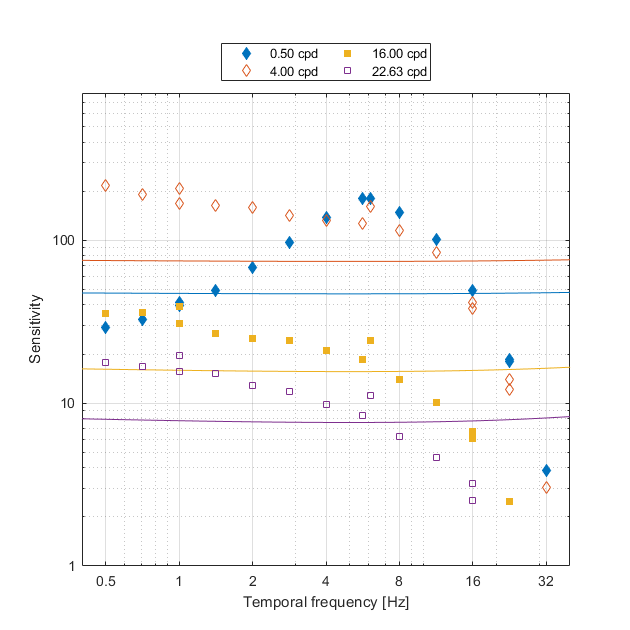 0.50 cpd 16.00 cpd
4.00 cpd 22.63 cpd
100
10
1
Sensitivity
0.5 1 2 4 8 16 32
Temporal frequency [Hz]